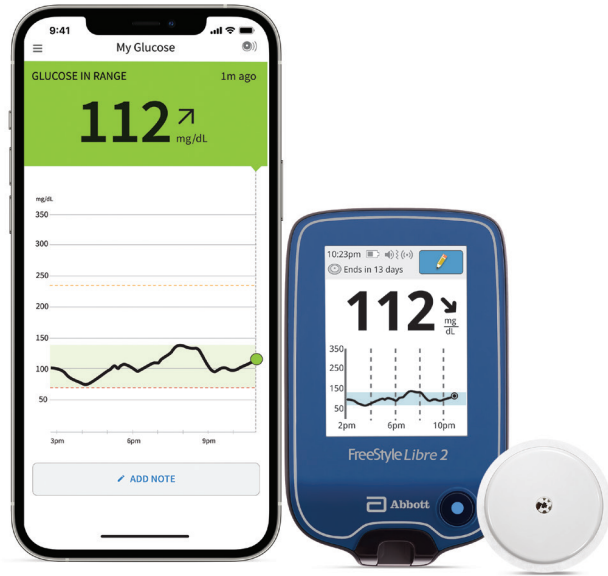 9:41
My Glucose
GLUCOSE IN RANGE
1m ago
112
mg/dL
mg/dL
350
300
250
200
150
100
50
3pm
6pm
9pm
ADD NOTE
10:23pm
Ends in 13 days
112
mg
dL
350
250
150
50
2pm
6pm
10pm
FreeStyle Libre 2
Abbott